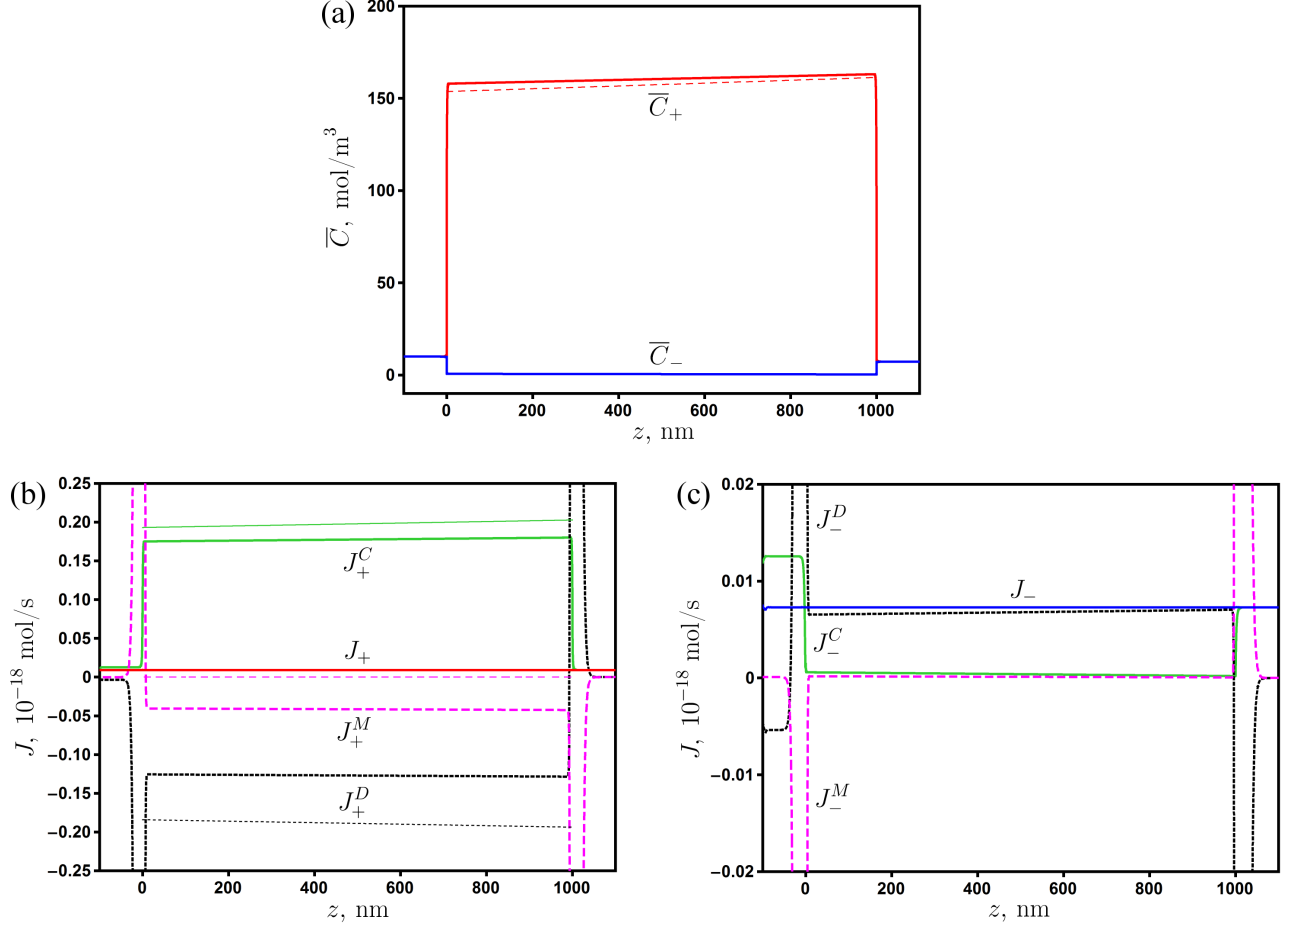 (a)
200
150
100
50
0
C̅, mol/m³
C̅₊
C̅₋
0 200 400 600 800 1000
z, nm
(b)
0.25
0.20
0.15
0.10
0.05
0
−0.05
−0.10
−0.15
−0.20
−0.25
J, 10⁻¹⁸ mol/s
J₊ᶜ
J₊
J₊ᴹ
J₊ᴰ
0 200 400 600 800 1000
z, nm
(c)
0.02
0.01
0
−0.01
−0.02
J, 10⁻¹⁸ mol/s
J₋ᴰ
J₋
J₋ᶜ
J₋ᴹ
0 200 400 600 800 1000
z, nm